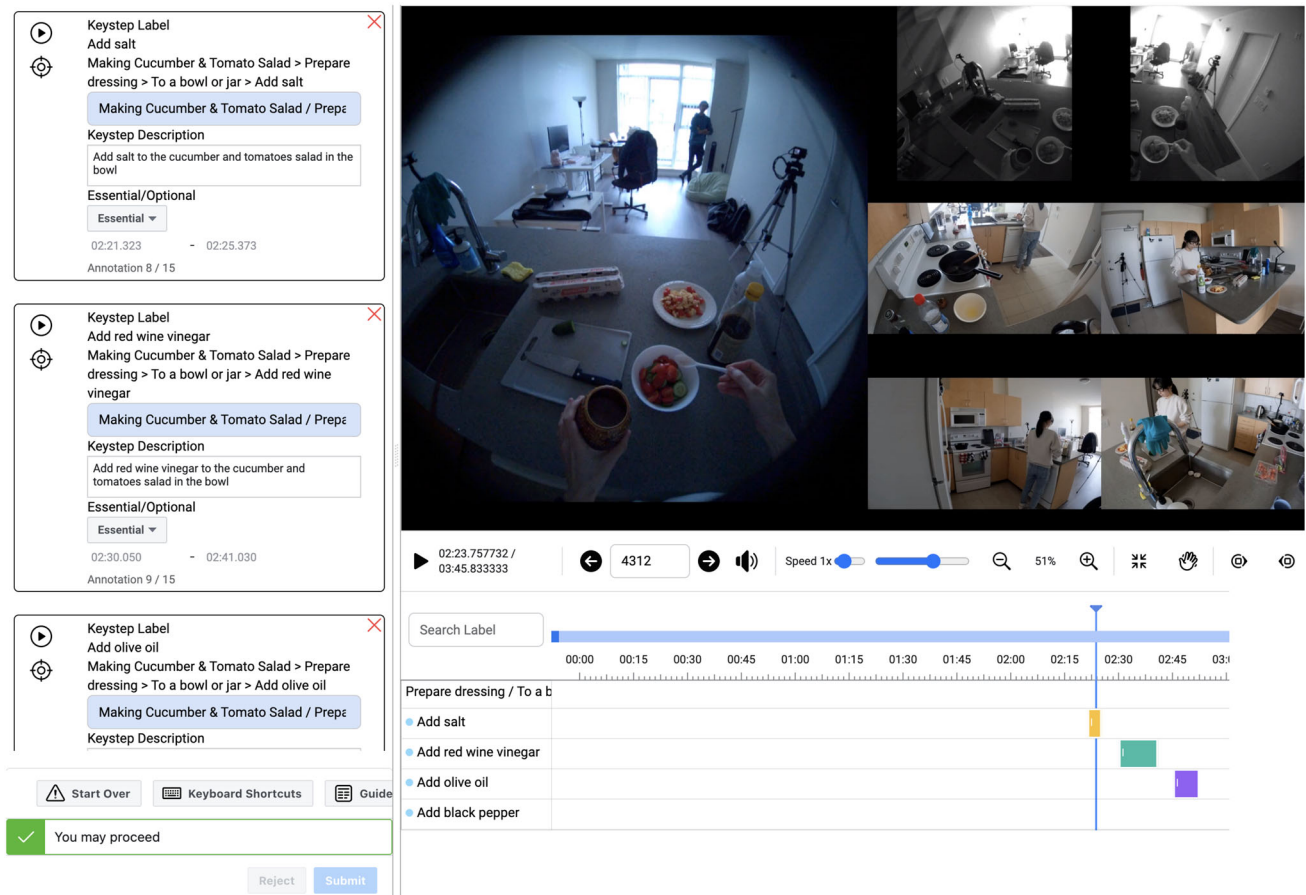 Keystep Label
Add salt
Making Cucumber & Tomato Salad > Prepare
dressing > To a bowl or jar > Add salt
Making Cucumber & Tomato Salad / Prepa
Keystep Description
Add salt to the cucumber and tomatoes salad in the
bowl
Essential/Optional
Essential
02:21.323 - 02:25.373
Annotation 8 / 15
Keystep Label
Add red wine vinegar
Making Cucumber & Tomato Salad > Prepare
dressing > To a bowl or jar > Add red wine
vinegar
Making Cucumber & Tomato Salad / Prepa
Keystep Description
Add red wine vinegar to the cucumber and
tomatoes salad in the bowl
Essential/Optional
Essential
02:30.050 - 02:41.030
Annotation 9 / 15
Keystep Label
Add olive oil
Making Cucumber & Tomato Salad > Prepare
dressing > To a bowl or jar > Add olive oil
Making Cucumber & Tomato Salad / Prepa
Keystep Description
Start Over
Keyboard Shortcuts
Guide
You may proceed
Reject
Submit
02:23.757732 /
03:45.833333
4312
Speed 1x
51%
Search Label
00:00 00:15 00:30 00:45 01:00 01:15 01:30 01:45 02:00 02:15 02:30 02:45 03:
Prepare dressing / To a b
Add salt
Add red wine vinegar
Add olive oil
Add black pepper